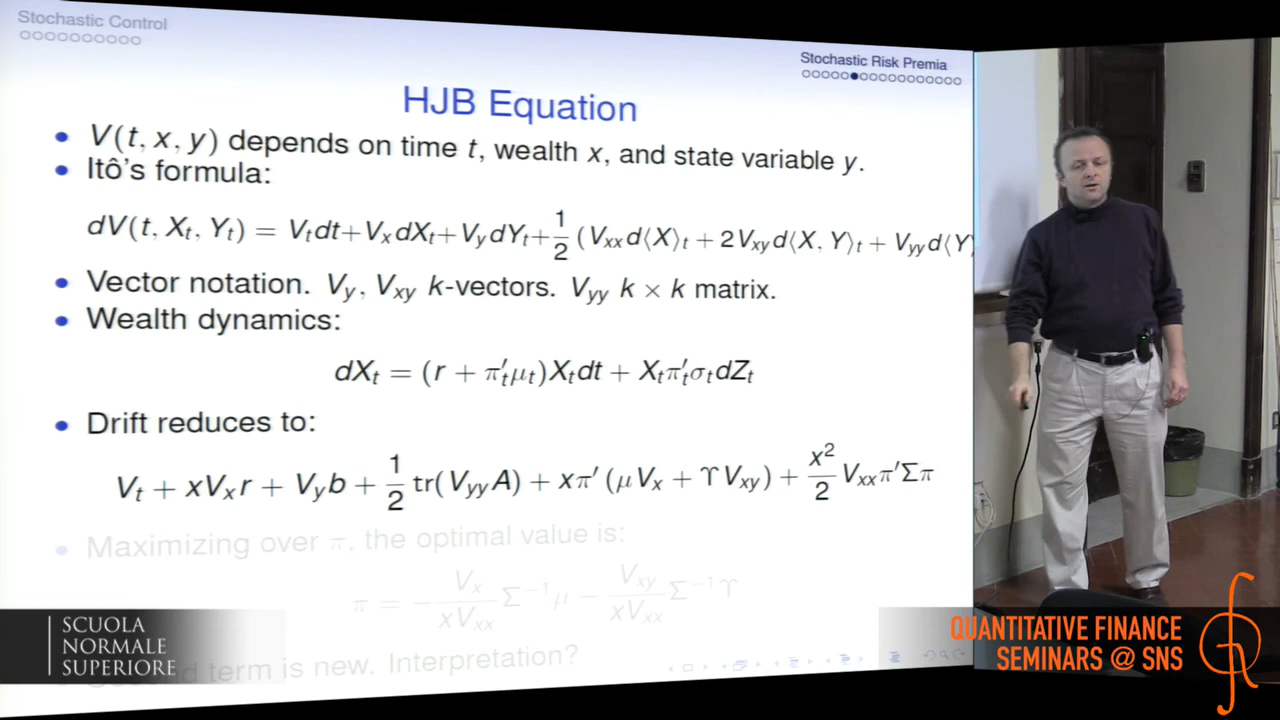 Stochastic Control
Stochastic Risk Premia
HJB Equation
• V(t, x, y) depends on time t, wealth x, and state variable y.
• Itô's formula:
dV(t, X_t, Y_t) = V_t dt + V_x dX_t + V_y dY_t + 1/2 (V_xx d⟨X⟩_t + 2V_xy d⟨X, Y⟩_t + V_yy d⟨Y
• Vector notation. V_y, V_xy k-vectors. V_yy k × k matrix.
• Wealth dynamics:
dX_t = (r + π′_t μ_t)X_t dt + X_t π′_t σ_t dZ_t
• Drift reduces to:
V_t + xV_x r + V_y b + 1/2 tr(V_yy A) + xπ′ (μV_x + ϒV_xy) + x²/2 V_xx π′Σπ
• Maximizing over π, the optimal value is:
π = − V_x/(xV_xx) Σ⁻¹μ − V_xy/(xV_xx) Σ⁻¹ϒ
term is new. Interpretation?
SCUOLA
NORMALE
SUPERIORE
QUANTITATIVE FINANCE
SEMINARS @ SNS